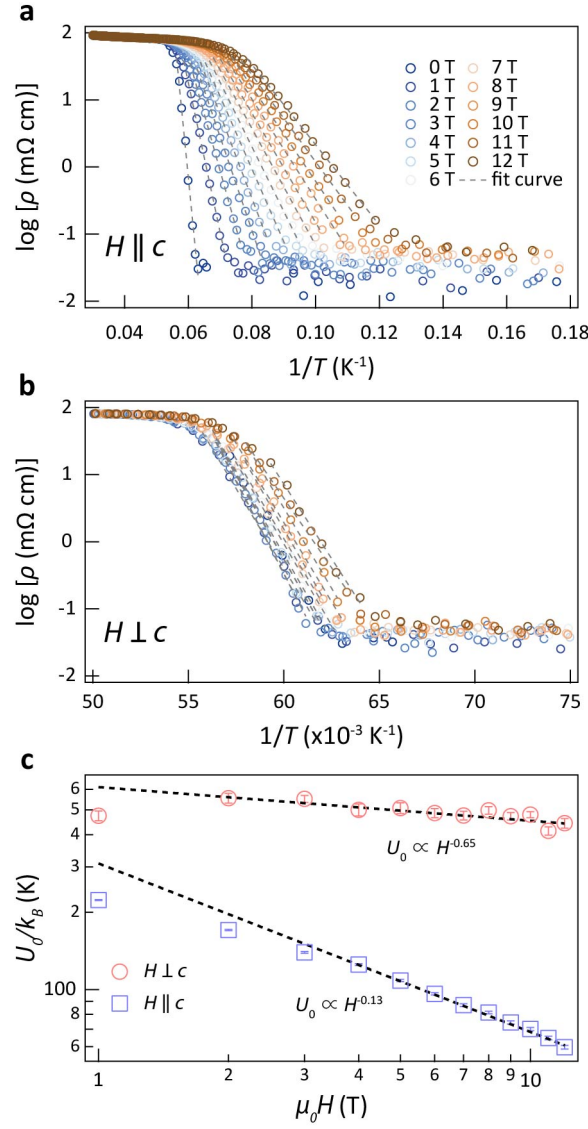 a
2
1
0
-1
-2
log [ρ (mΩ cm)]
0 T
1 T
2 T
3 T
4 T
5 T
6 T
7 T
8 T
9 T
10 T
11 T
12 T
fit curve
H ∥ c
0.04 0.06 0.08 0.10 0.12 0.14 0.16 0.18
1/T (K⁻¹)
b
2
1
0
-1
-2
log [ρ (mΩ cm)]
H ⊥ c
50 55 60 65 70 75
1/T (x10⁻³ K⁻¹)
c
6
5
4
3
2
100
8
6
U₀/k_B (K)
U₀ ∝ H^-0.65
H ⊥ c
H ∥ c
U₀ ∝ H^-0.13
1 2 3 4 5 6 7 8 9 10
μ₀H (T)